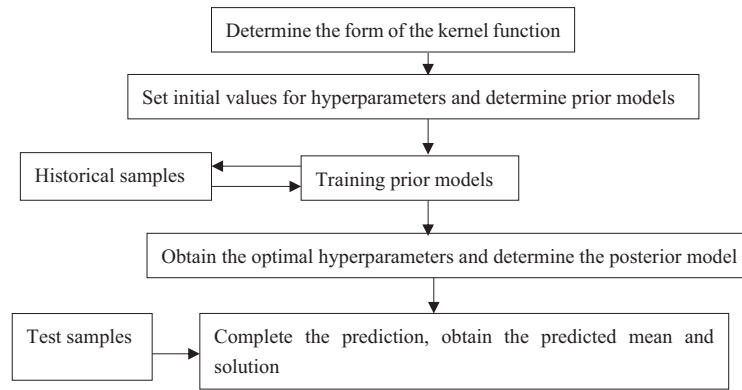 Determine the form of the kernel function
Set initial values for hyperparameters and determine prior models
Historical samples
Training prior models
Obtain the optimal hyperparameters and determine the posterior model
Test samples
Complete the prediction, obtain the predicted mean and
solution